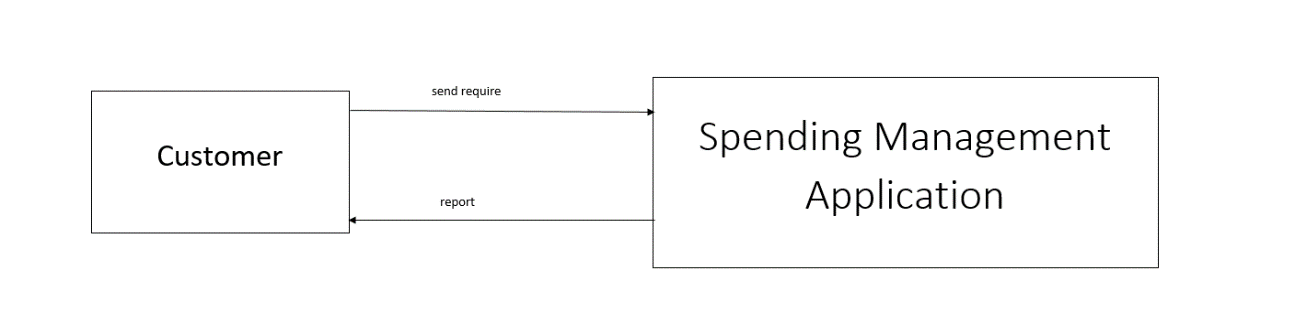 send require
Customer
Spending Management
Application
report